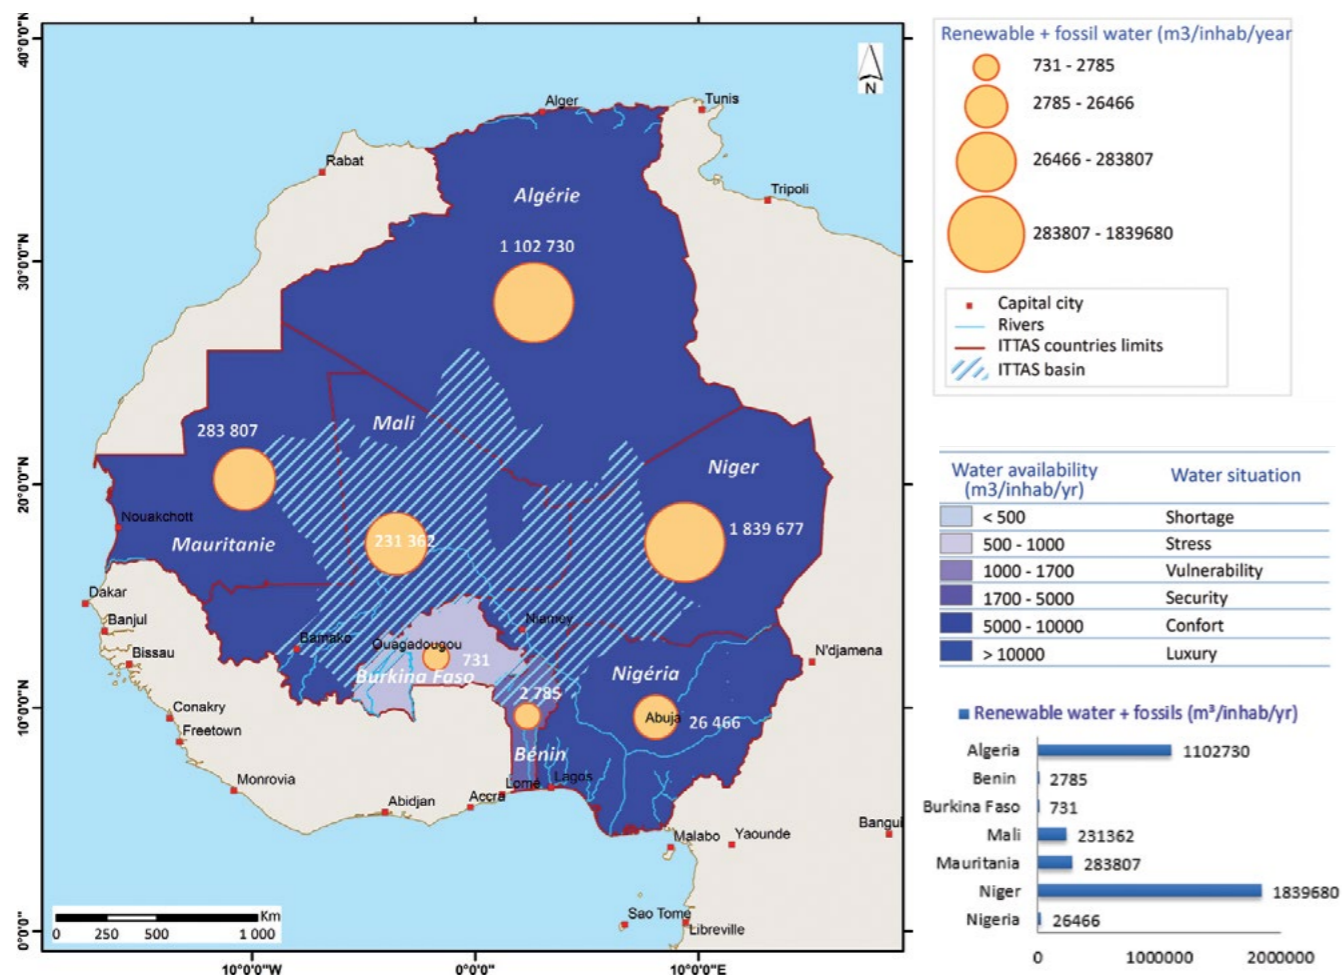 40°0'0"N
30°0'0"N
20°0'0"N
10°0'0"N
0°0'0"
10°0'0"W
0°0'0"
10°0'0"E
N
Alger
Tunis
Rabat
Tripoli
Algérie
1 102 730
Mali
283 807
Niger
Nouakchott
Mauritanie
231 362
1 839 677
Dakar
Banjul
Bissau
Bamako
Ouagadougou
Niamey
731
Burkina Faso
N'djamena
Nigéria
2 785
Abuja
26 466
Conakry
Freetown
Bénin
Monrovia
Abidjan
Accra
Lomé
Lagos
Malabo
Yaounde
Bangui
Sao Tome
Libreville
Km
0 250 500 1 000
Renewable + fossil water (m3/inhab/year
731 - 2785
2785 - 26466
26466 - 283807
283807 - 1839680
Capital city
Rivers
ITTAS countries limits
ITTAS basin
Water availability (m3/inhab/yr)
Water situation
< 500 Shortage
500 - 1000 Stress
1000 - 1700 Vulnerability
1700 - 5000 Security
5000 - 10000 Confort
> 10000 Luxury
Renewable water + fossils (m³/inhab/yr)
Algeria 1102730
Benin 2785
Burkina Faso 731
Mali 231362
Mauritania 283807
Niger 1839680
Nigeria 26466
0 1000000 2000000